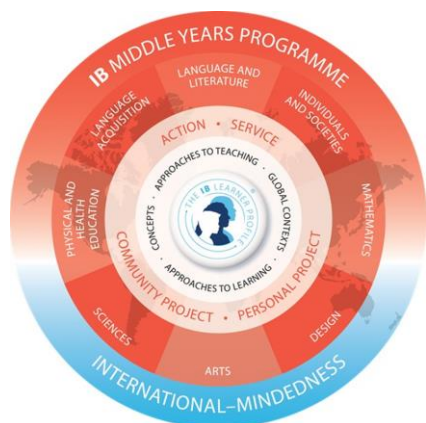 IB MIDDLE YEARS PROGRAMME
LANGUAGE AND
LITERATURE
INDIVIDUALS
AND SOCIETIES
MATHEMATICS
DESIGN
ARTS
SCIENCES
PHYSICAL AND
HEALTH
EDUCATION
LANGUAGE
ACQUISITION
ACTION • SERVICE
PERSONAL PROJECT
COMMUNITY PROJECT •
APPROACHES TO TEACHING ·
GLOBAL CONTEXTS
· APPROACHES TO LEARNING ·
CONCEPTS ·
THE IB LEARNER PROFILE
INTERNATIONAL–MINDEDNESS